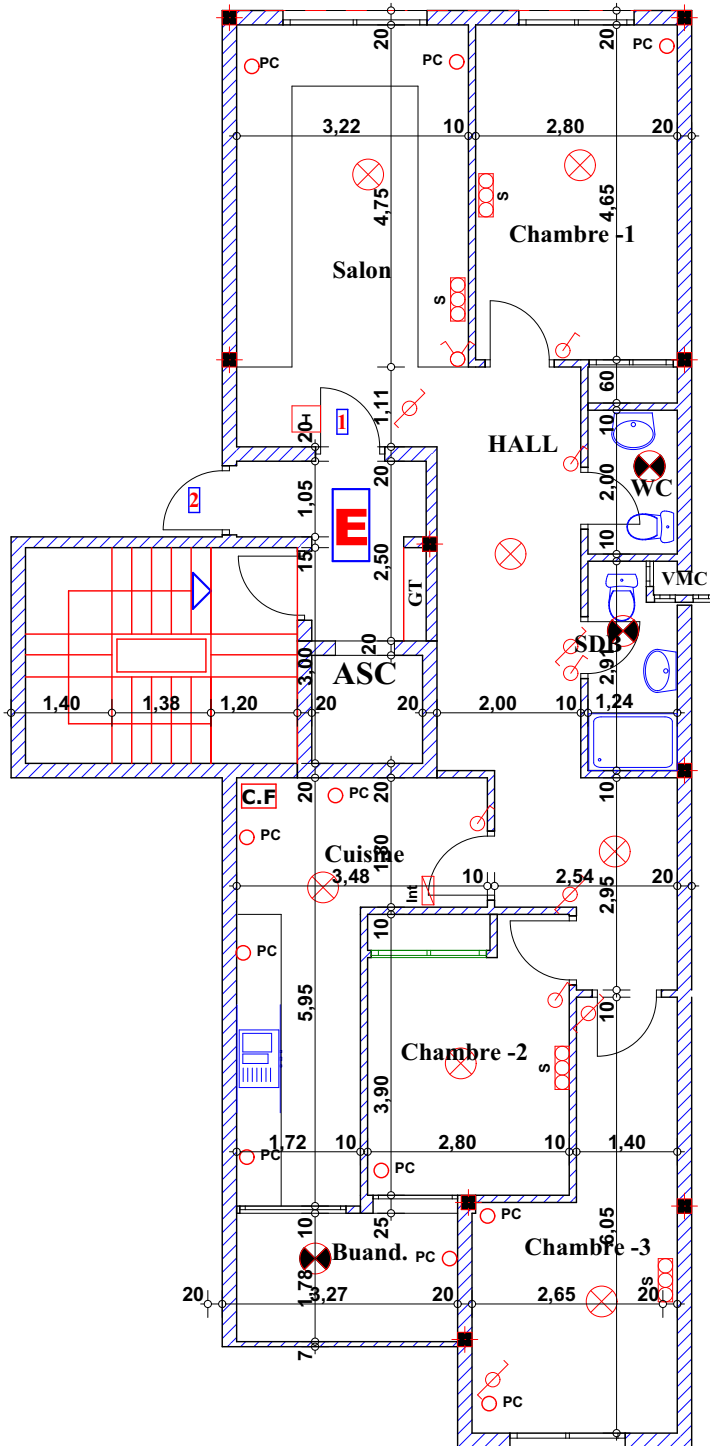 20
20
PC
PC
PC
3,22
10
2,80
20
S
4,75
4,65
Chambre -1
Salon
S
60
1,11
H
20
1
10
HALL
20
2
1,05
2,00
WC
E
15
2,50
10
GT
VMC
20
SDB
3,00
ASC
2,91
1,40
1,38
1,20
20
20
2,00
10
1,24
20
20
10
C.F
PC
PC
Cuisine
1,80
3,48
Int
10
2,54
20
2,95
10
PC
5,95
10
Chambre -2
S
3,90
1,72
10
2,80
10
1,40
PC
PC
10
25
PC
6,05
Buand.
PC
Chambre -3
S
1,78
20
3,27
20
2,65
20
7
PC